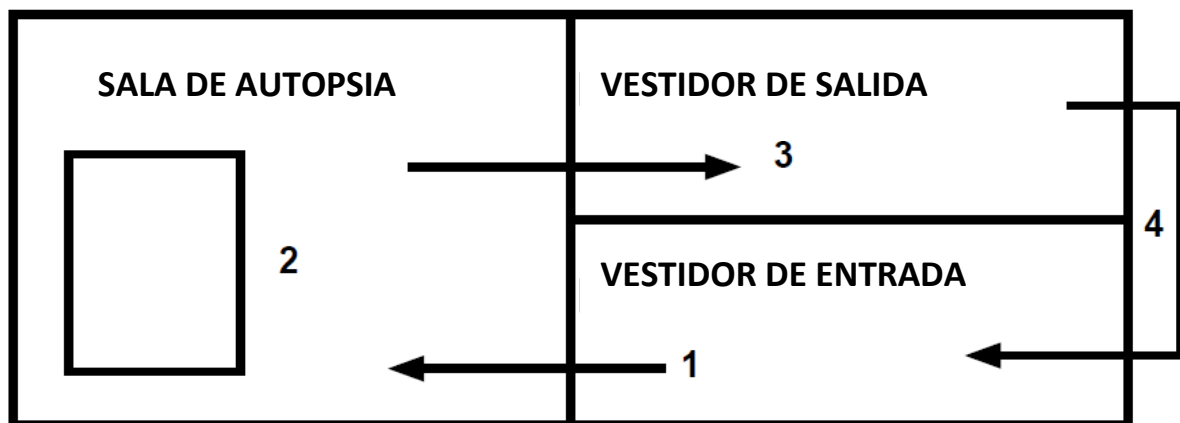 SALA DE AUTOPSIA
VESTIDOR DE SALIDA
3
4
2
VESTIDOR DE ENTRADA
1